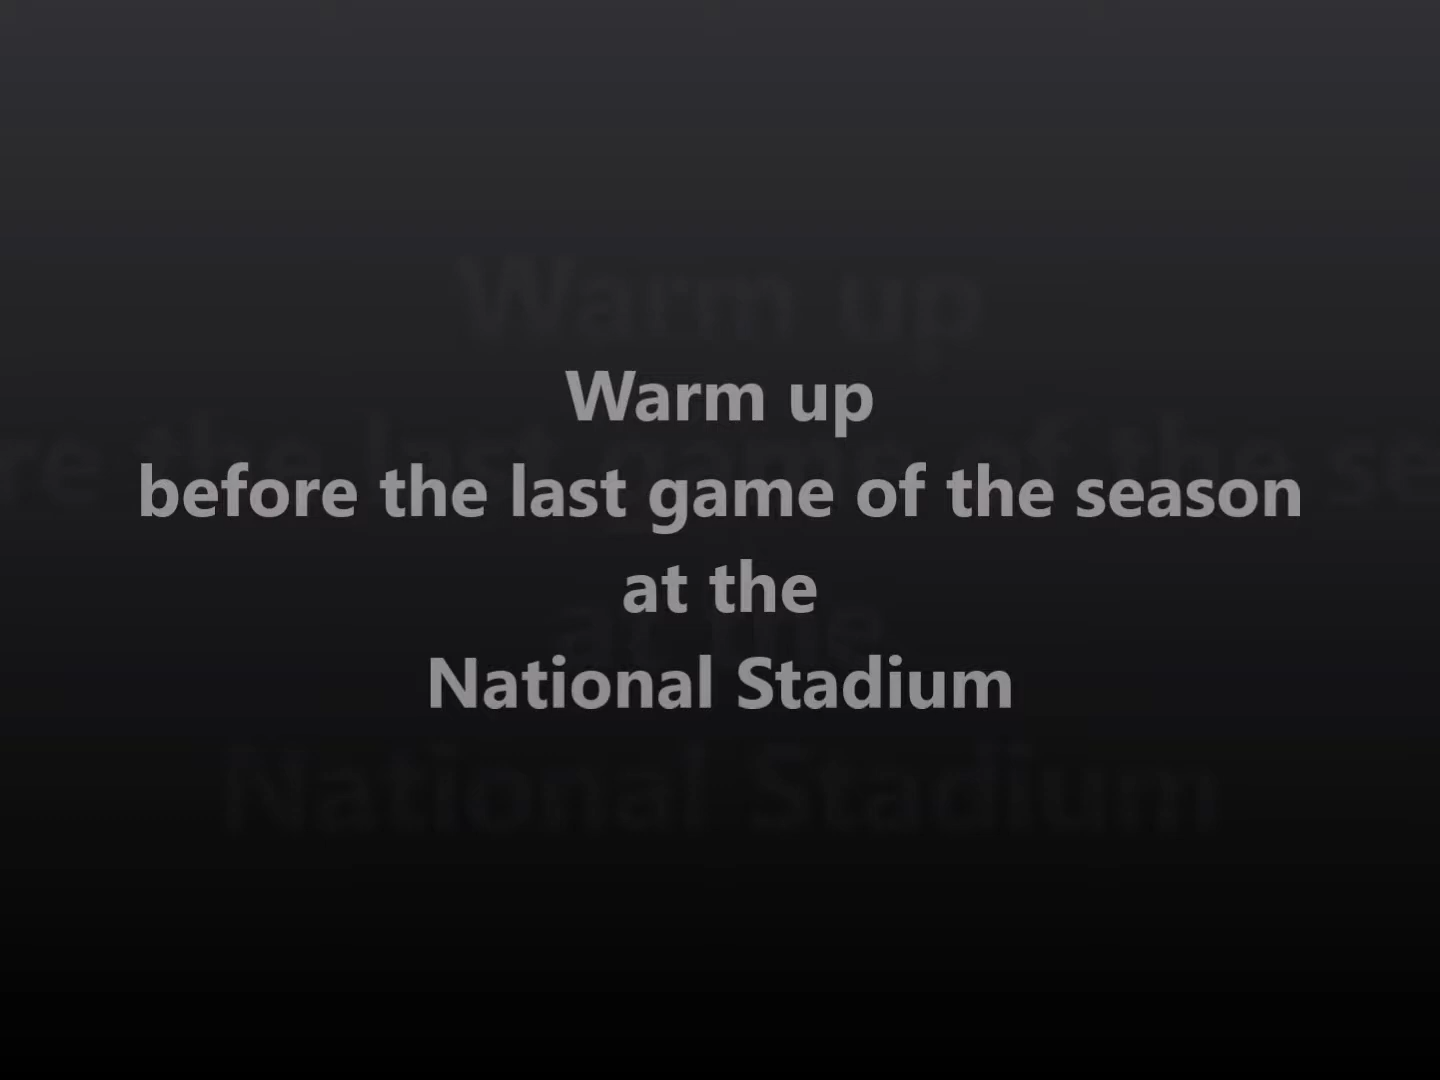 Warm up
before the last game of the season
at the
National Stadium